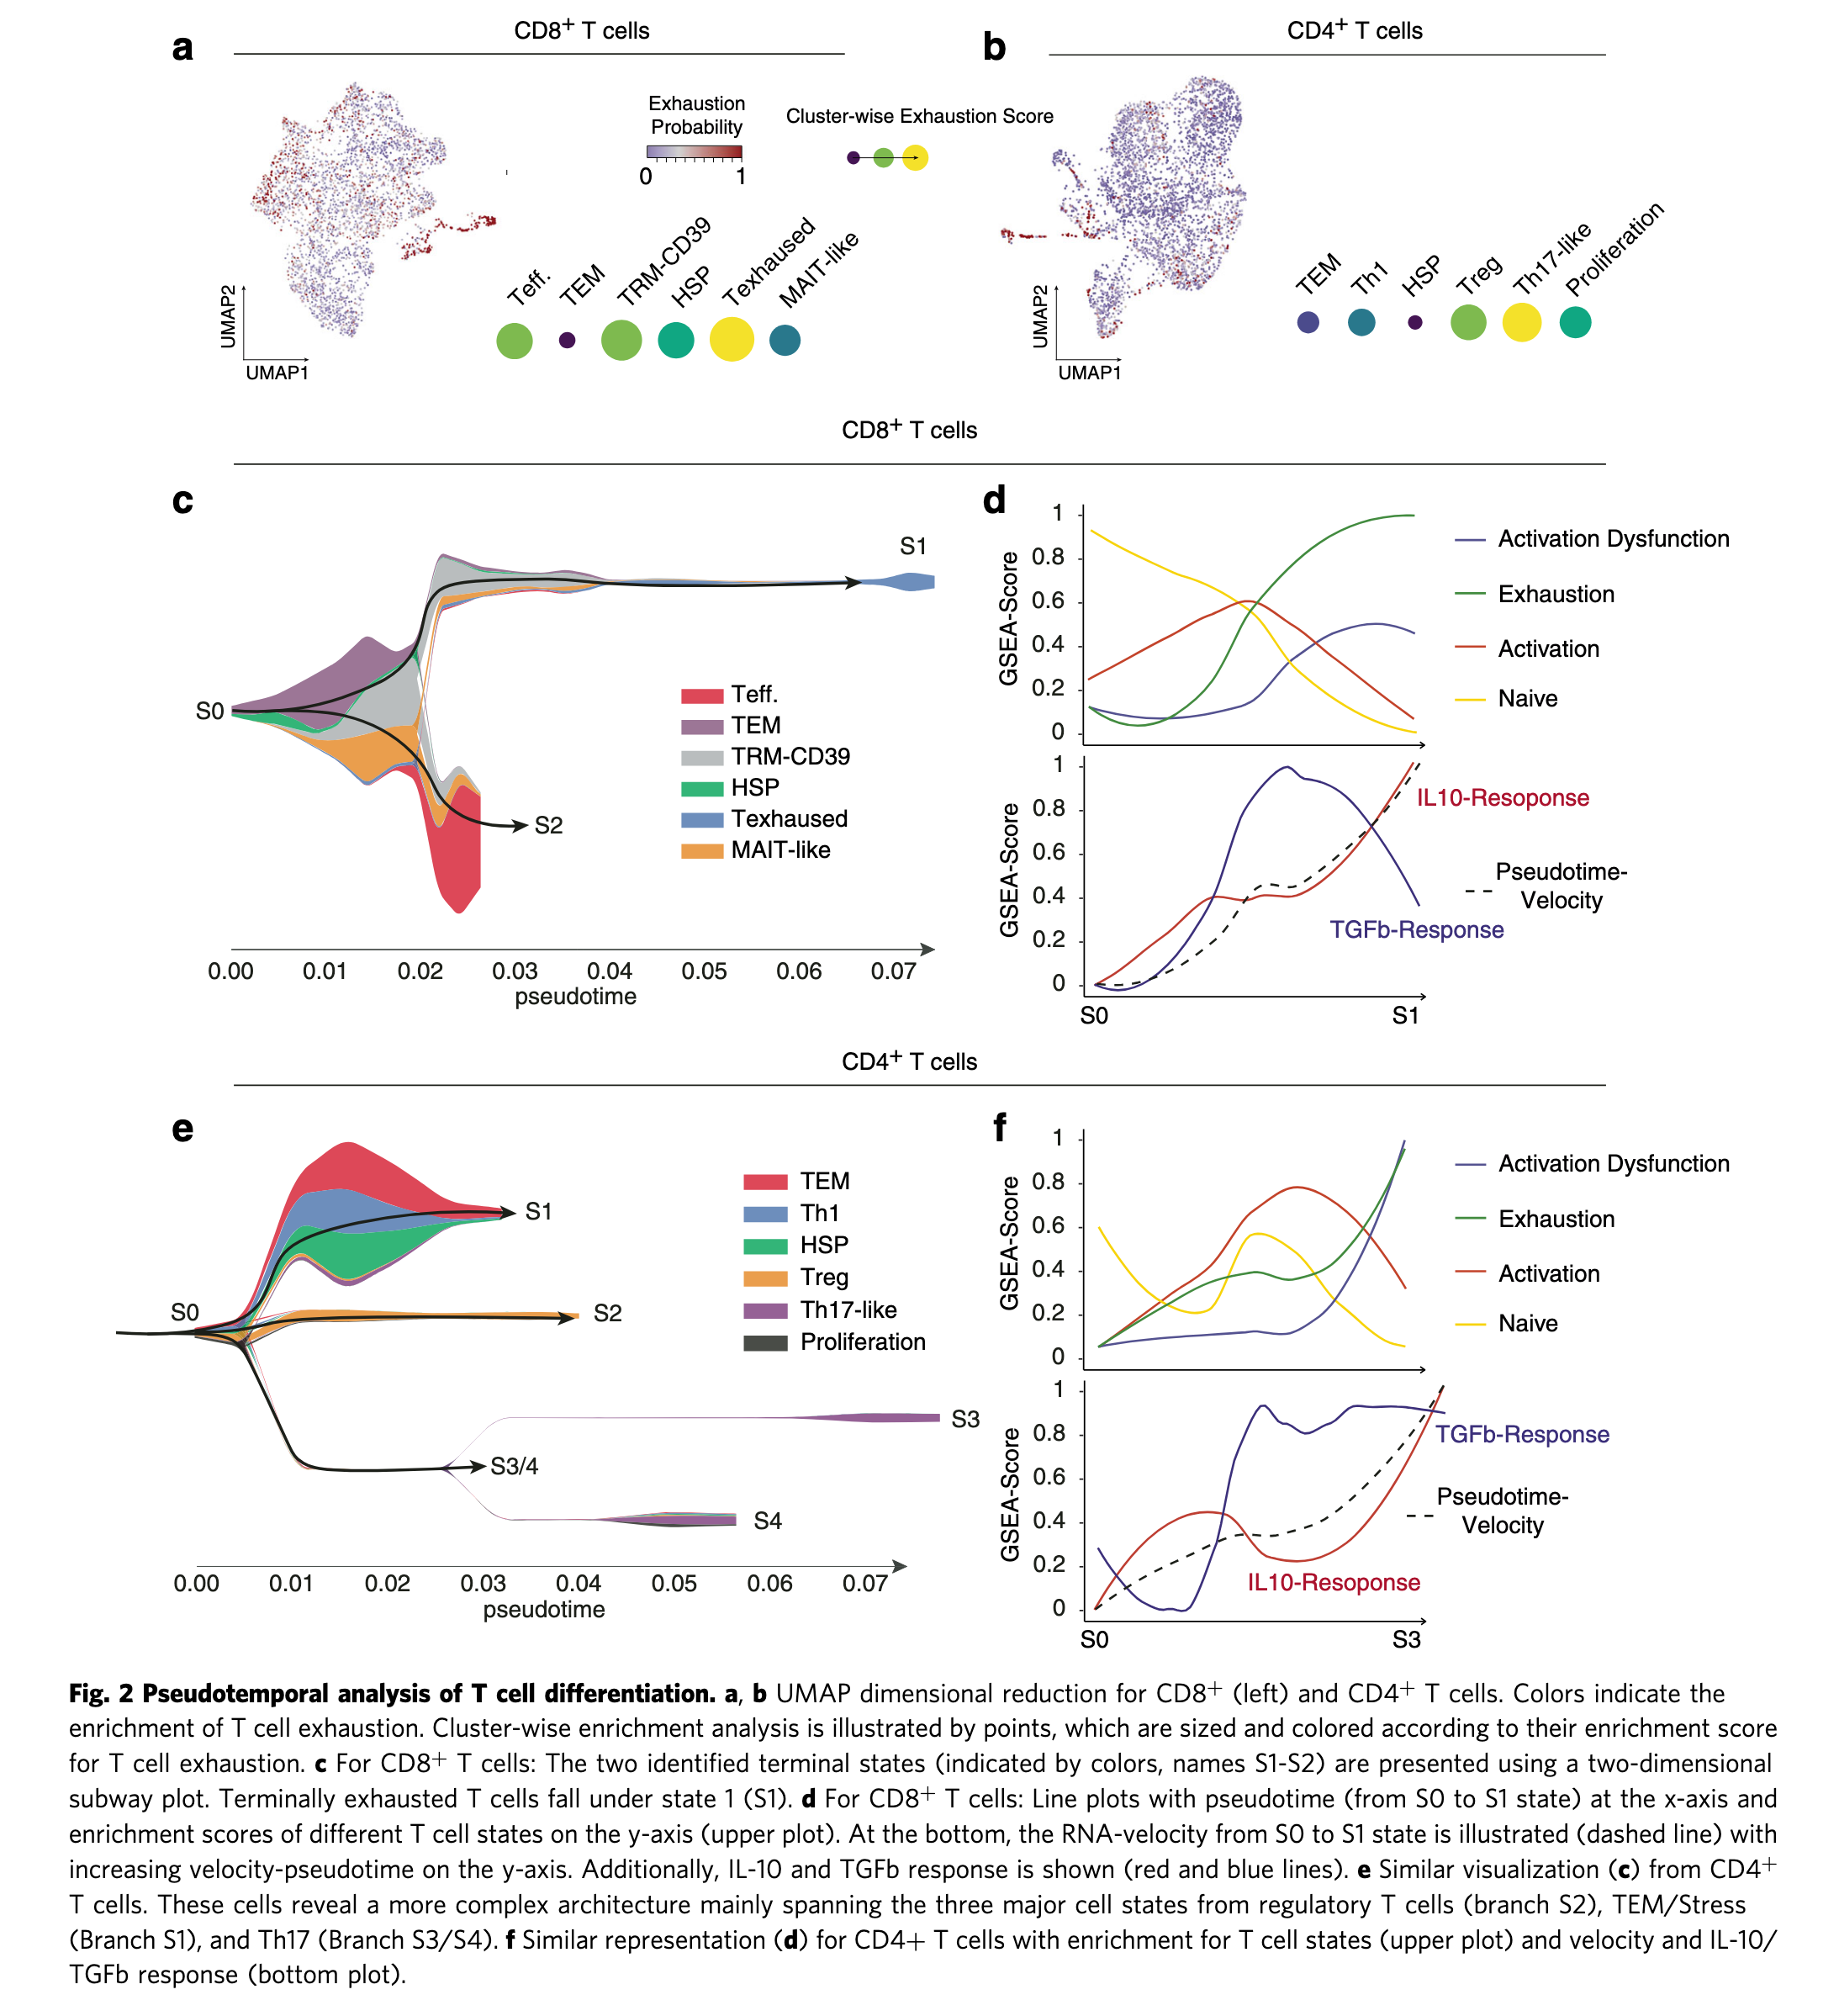 a
CD8+ T cells
b
CD4+ T cells
Exhaustion
Probability
0
1
Cluster-wise Exhaustion Score
Teff.
TEM
TRM-CD39
HSP
Texhaused
MAIT-like
UMAP2
UMAP1
TEM
Th1
HSP
Treg
Th17-like
Proliferation
UMAP2
UMAP1
CD8+ T cells
c
S0
S1
S2
Teff.
TEM
TRM-CD39
HSP
Texhaused
MAIT-like
0.00 0.01 0.02 0.03 0.04 0.05 0.06 0.07
pseudotime
d
GSEA-Score
1
0.8
0.6
0.4
0.2
0
Activation Dysfunction
Exhaustion
Activation
Naive
GSEA-Score
1
0.8
0.6
0.4
0.2
0
IL10-Resoponse
Pseudotime-
Velocity
TGFb-Response
S0 S1
CD4+ T cells
e
S0
S1
S2
S3
S3/4
S4
TEM
Th1
HSP
Treg
Th17-like
Proliferation
0.00 0.01 0.02 0.03 0.04 0.05 0.06 0.07
pseudotime
f
GSEA-Score
1
0.8
0.6
0.4
0.2
0
Activation Dysfunction
Exhaustion
Activation
Naive
GSEA-Score
1
0.8
0.6
0.4
0.2
0
TGFb-Response
Pseudotime-
Velocity
IL10-Resoponse
S0 S3
Fig. 2 Pseudotemporal analysis of T cell differentiation. a, b UMAP dimensional reduction for CD8+ (left) and CD4+ T cells. Colors indicate the
enrichment of T cell exhaustion. Cluster-wise enrichment analysis is illustrated by points, which are sized and colored according to their enrichment score
for T cell exhaustion. c For CD8+ T cells: The two identified terminal states (indicated by colors, names S1-S2) are presented using a two-dimensional
subway plot. Terminally exhausted T cells fall under state 1 (S1). d For CD8+ T cells: Line plots with pseudotime (from S0 to S1 state) at the x-axis and
enrichment scores of different T cell states on the y-axis (upper plot). At the bottom, the RNA-velocity from S0 to S1 state is illustrated (dashed line) with
increasing velocity-pseudotime on the y-axis. Additionally, IL-10 and TGFb response is shown (red and blue lines). e Similar visualization (c) from CD4+
T cells. These cells reveal a more complex architecture mainly spanning the three major cell states from regulatory T cells (branch S2), TEM/Stress
(Branch S1), and Th17 (Branch S3/S4). f Similar representation (d) for CD4+ T cells with enrichment for T cell states (upper plot) and velocity and IL-10/
TGFb response (bottom plot).